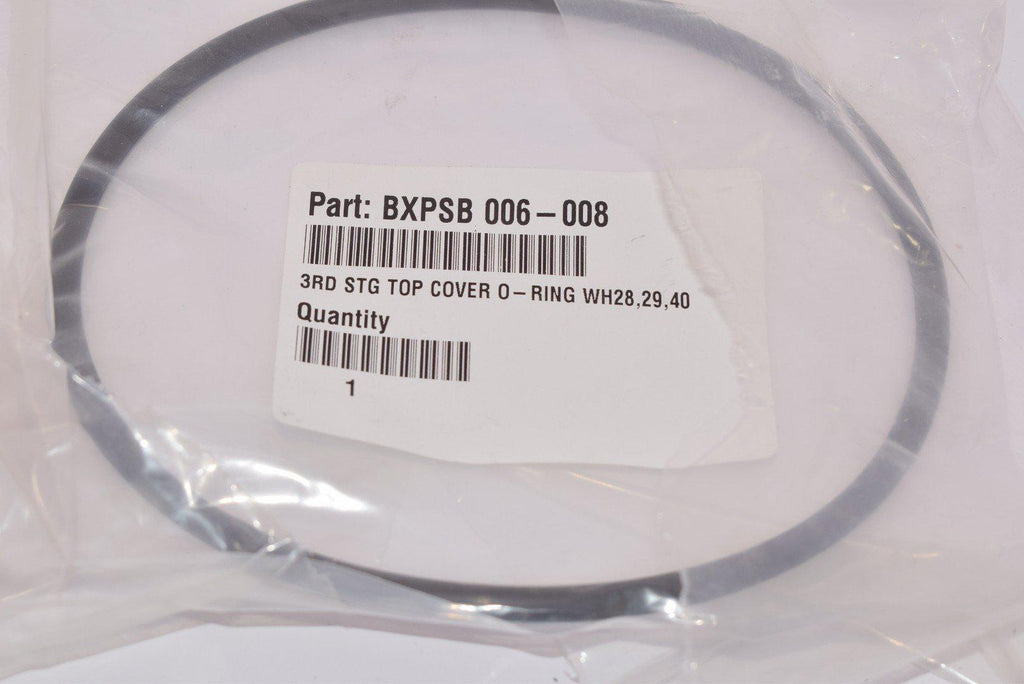 Part: BXPSB 006-008
3RD STG TOP COVER O-RING WH28,29,40
Quantity
1